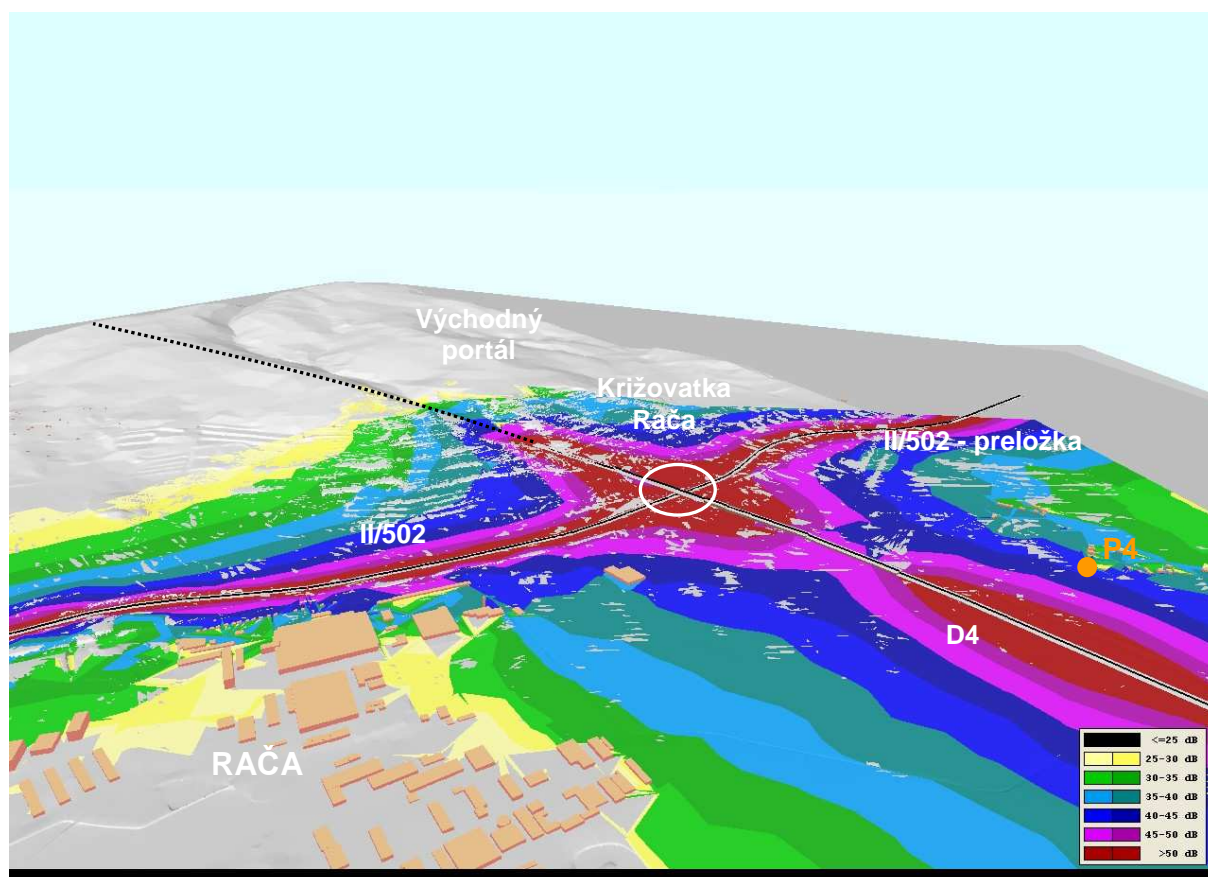 Východný
portál
Križovatka
Rača
II/502 - preložka
II/502
P4
D4
RAČA
<=25 dB
25-30 dB
30-35 dB
35-40 dB
40-45 dB
45-50 dB
>50 dB